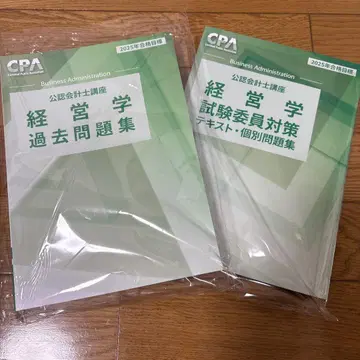 CPA
2025年合格目標
Business Administration
公認会計士講座
経営学
過去問題集
CPA
2025年合格目標
Business Administration
公認会計士講座
経営学
試験委員対策
テキスト・個別問題集